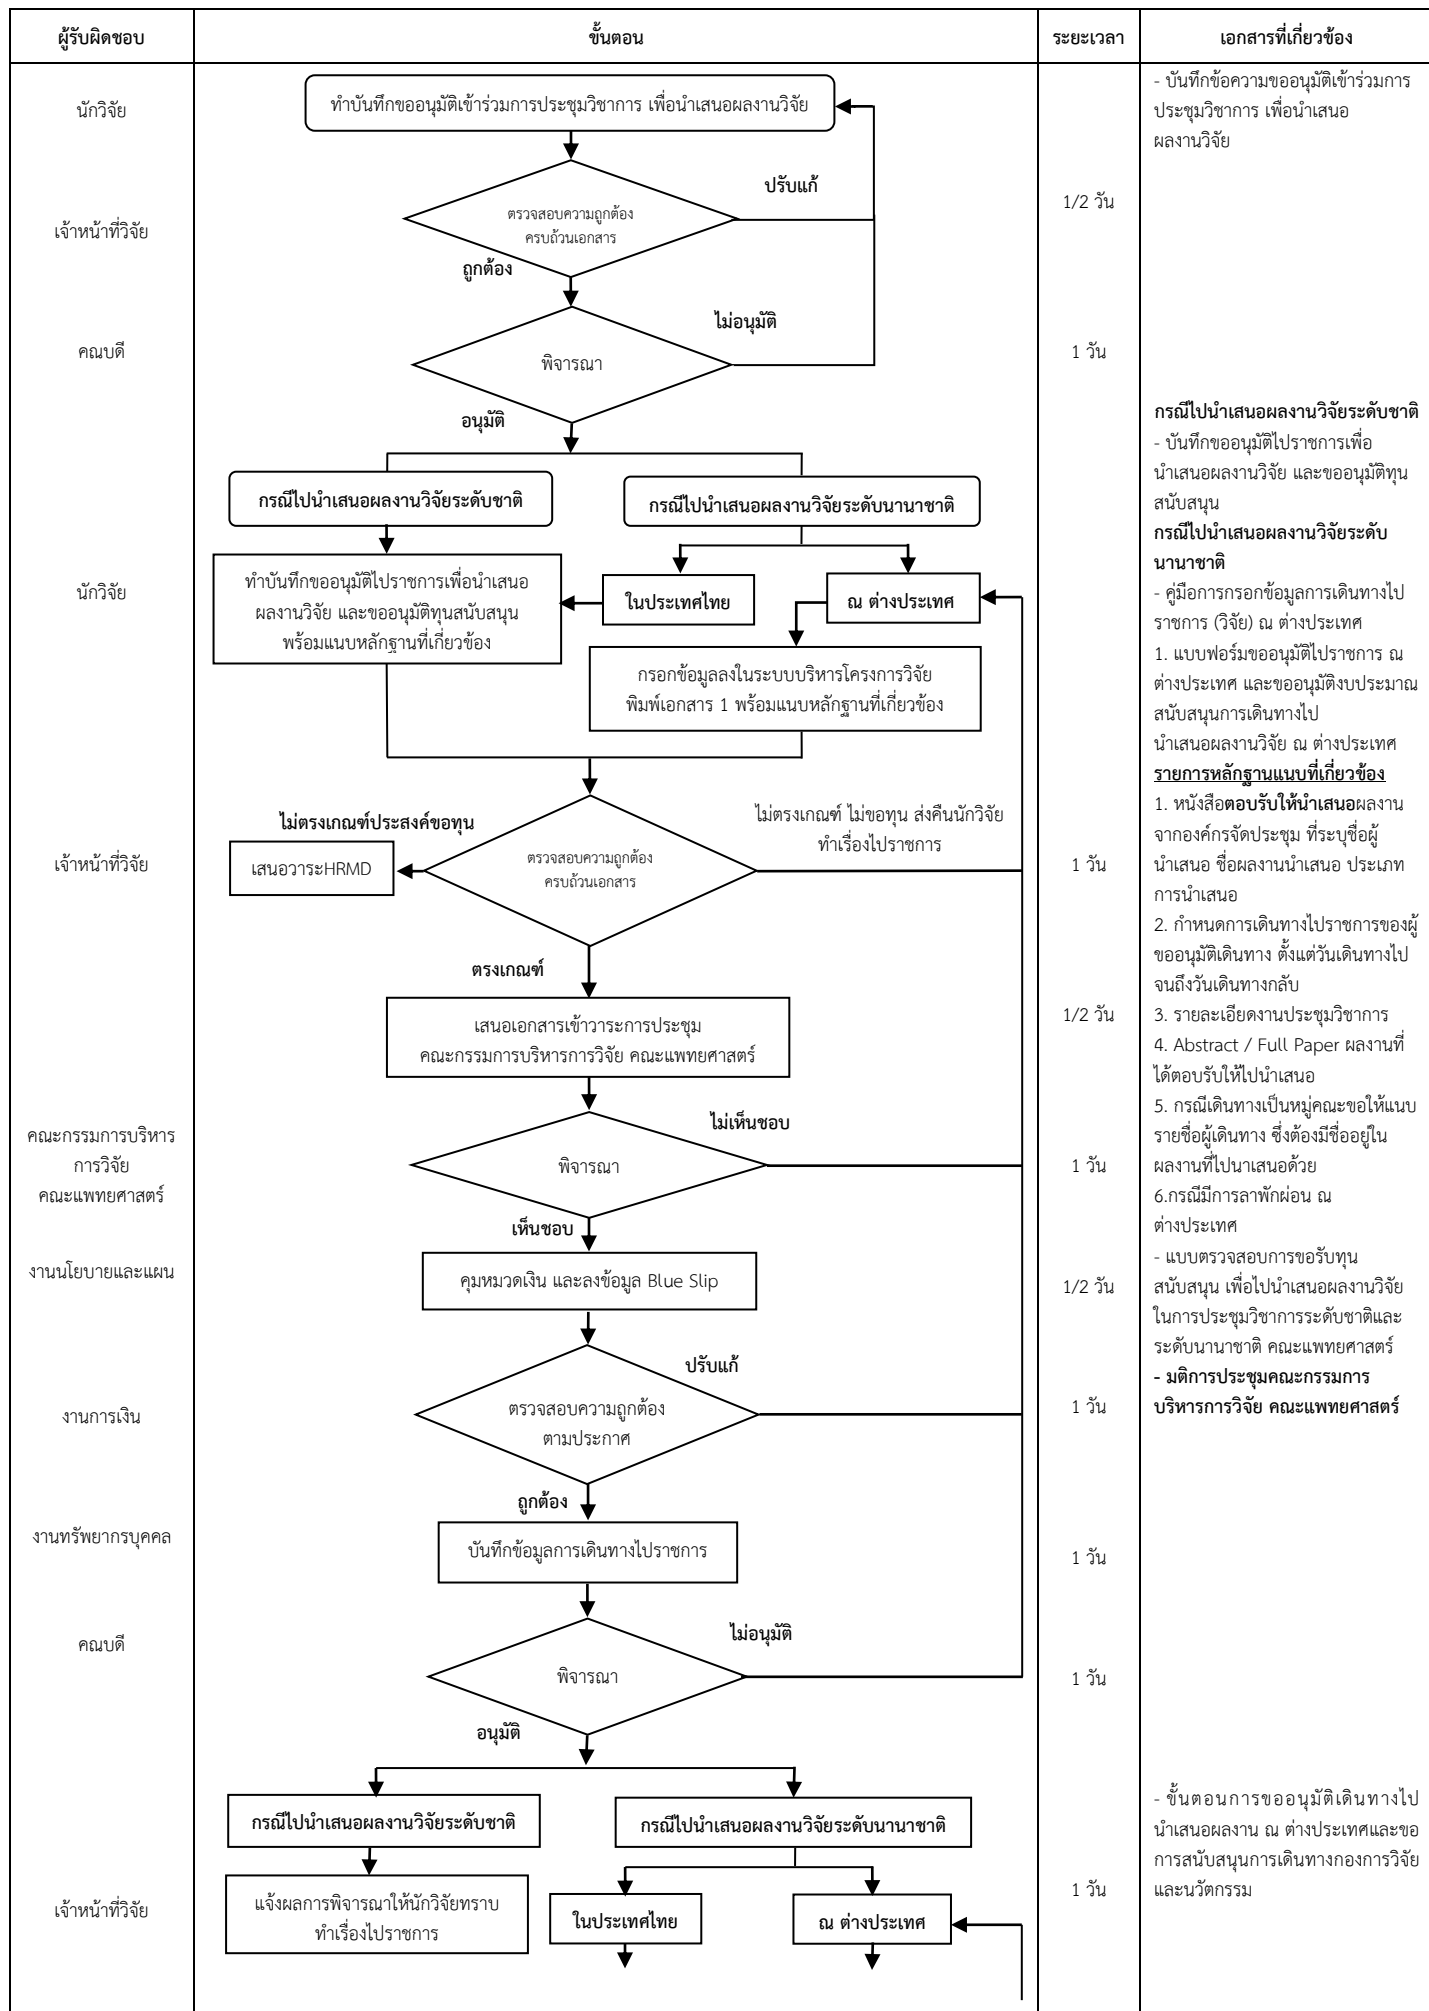 ผู้รับผิดชอบ
ขั้นตอน
ระยะเวลา
เอกสารที่เกี่ยวข้อง
นักวิจัย
ทำบันทึกขออนุมัติเข้าร่วมการประชุมวิชาการ เพื่อนำเสนอผลงานวิจัย
- บันทึกข้อความขออนุมัติเข้าร่วมการ
ประชุมวิชาการ เพื่อนำเสนอ
ผลงานวิจัย
ปรับแก้
เจ้าหน้าที่วิจัย
ตรวจสอบความถูกต้อง
ครบถ้วนเอกสาร
1/2 วัน
ถูกต้อง
ไม่อนุมัติ
คณบดี
พิจารณา
1 วัน
อนุมัติ
กรณีไปนำเสนอผลงานวิจัยระดับชาติ
กรณีไปนำเสนอผลงานวิจัยระดับนานาชาติ
นักวิจัย
ทำบันทึกขออนุมัติไปราชการเพื่อนำเสนอ
ผลงานวิจัย และขออนุมัติทุนสนับสนุน
พร้อมแนบหลักฐานที่เกี่ยวข้อง
ในประเทศไทย
ณ ต่างประเทศ
กรอกข้อมูลลงในระบบบริหารโครงการวิจัย
พิมพ์เอกสาร 1 พร้อมแนบหลักฐานที่เกี่ยวข้อง
กรณีไปนำเสนอผลงานวิจัยระดับชาติ
- บันทึกขออนุมัติไปราชการเพื่อ
นำเสนอผลงานวิจัย และขออนุมัติทุน
สนับสนุน
กรณีไปนำเสนอผลงานวิจัยระดับ
นานาชาติ
- คู่มือการกรอกข้อมูลการเดินทางไป
ราชการ (วิจัย) ณ ต่างประเทศ
1. แบบฟอร์มขออนุมัติไปราชการ ณ
ต่างประเทศ และขออนุมัติงบประมาณ
สนับสนุนการเดินทางไป
นำเสนอผลงานวิจัย ณ ต่างประเทศ
รายการหลักฐานแนบที่เกี่ยวข้อง
1. หนังสือตอบรับให้นำเสนอผลงาน
จากองค์กรจัดประชุม ที่ระบุชื่อผู้
นำเสนอ ชื่อผลงานนำเสนอ ประเภท
การนำเสนอ
2. กำหนดการเดินทางไปราชการของผู้
ขออนุมัติเดินทาง ตั้งแต่วันเดินทางไป
จนถึงวันเดินทางกลับ
3. รายละเอียดงานประชุมวิชาการ
4. Abstract / Full Paper ผลงานที่
ได้ตอบรับให้ไปนำเสนอ
5. กรณีเดินทางเป็นหมู่คณะขอให้แนบ
รายชื่อผู้เดินทาง ซึ่งต้องมีชื่ออยู่ใน
ผลงานที่ไปนาเสนอด้วย
6.กรณีมีการลาพักผ่อน ณ
ต่างประเทศ
- แบบตรวจสอบการขอรับทุน
สนับสนุน เพื่อไปนำเสนอผลงานวิจัย
ในการประชุมวิชาการระดับชาติและ
ระดับนานาชาติ คณะแพทยศาสตร์
- มติการประชุมคณะกรรมการ
บริหารการวิจัย คณะแพทยศาสตร์
ไม่ตรงเกณฑ์ประสงค์ขอทุน
ไม่ตรงเกณฑ์ ไม่ขอทุน ส่งคืนนักวิจัย
ทำเรื่องไปราชการ
เจ้าหน้าที่วิจัย
เสนอวาระHRMD
ตรวจสอบความถูกต้อง
ครบถ้วนเอกสาร
1 วัน
ตรงเกณฑ์
เสนอเอกสารเข้าวาระการประชุม
คณะกรรมการบริหารการวิจัย คณะแพทยศาสตร์
1/2 วัน
ไม่เห็นชอบ
คณะกรรมการบริหาร
การวิจัย
คณะแพทยศาสตร์
พิจารณา
1 วัน
เห็นชอบ
งานนโยบายและแผน
คุมหมวดเงิน และลงข้อมูล Blue Slip
1/2 วัน
ปรับแก้
งานการเงิน
ตรวจสอบความถูกต้อง
ตามประกาศ
1 วัน
ถูกต้อง
งานทรัพยากรบุคคล
บันทึกข้อมูลการเดินทางไปราชการ
1 วัน
ไม่อนุมัติ
คณบดี
พิจารณา
1 วัน
อนุมัติ
กรณีไปนำเสนอผลงานวิจัยระดับชาติ
กรณีไปนำเสนอผลงานวิจัยระดับนานาชาติ
เจ้าหน้าที่วิจัย
แจ้งผลการพิจารณาให้นักวิจัยทราบ
ทำเรื่องไปราชการ
ในประเทศไทย
ณ ต่างประเทศ
1 วัน
- ขั้นตอนการขออนุมัติเดินทางไป
นำเสนอผลงาน ณ ต่างประเทศและขอ
การสนับสนุนการเดินทางกองการวิจัย
และนวัตกรรม